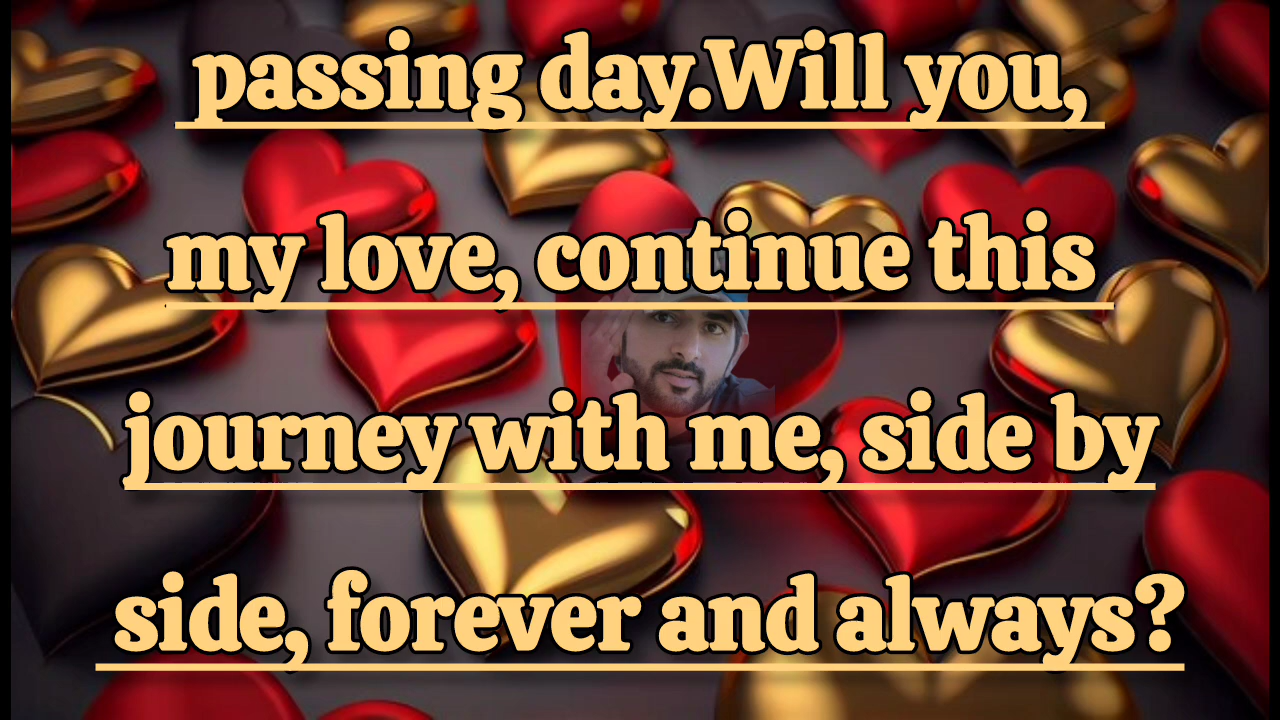 passing day.Will you,
my love, continue this
journey with me, side by
side, forever and always?